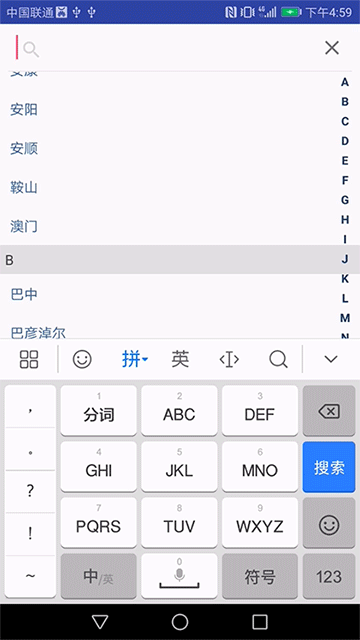 中国联通 下午4:59
安康
安阳
安顺
鞍山
澳门
B
巴中
巴彦淖尔
A
B
C
D
E
F
G
H
I
J
K
L
M
N
拼 英
， 1 分词 2 ABC 3 DEF
。 4 GHI 5 JKL 6 MNO 搜索
？ 7 PQRS 8 TUV 9 WXYZ
！
~ 中/英 0 符号 123